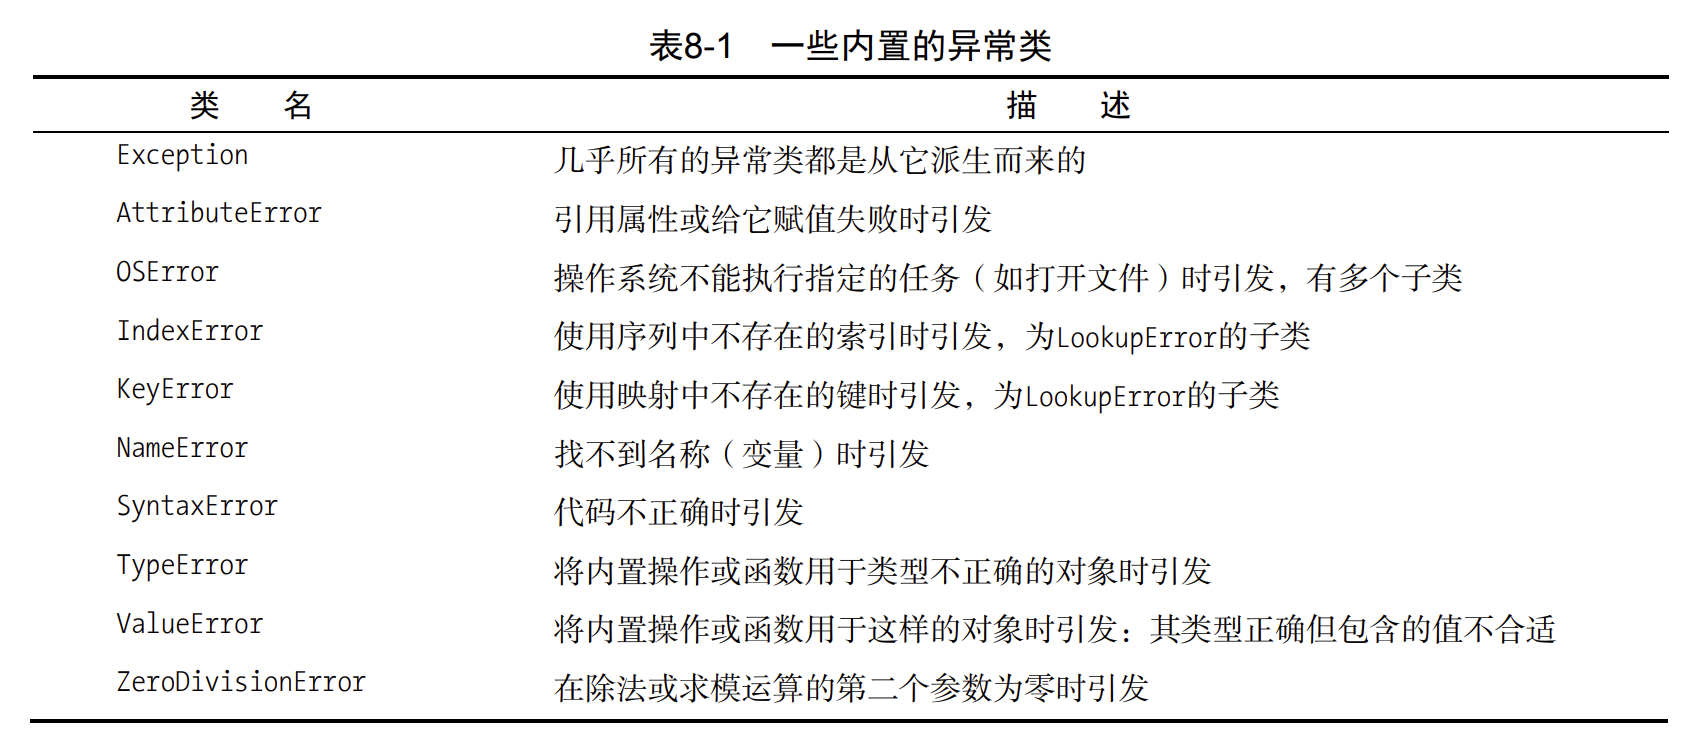 表8-1 一些内置的异常类
类 名 描 述
Exception 几乎所有的异常类都是从它派生而来的
AttributeError 引用属性或给它赋值失败时引发
OSError 操作系统不能执行指定的任务（如打开文件）时引发，有多个子类
IndexError 使用序列中不存在的索引时引发，为LookupError的子类
KeyError 使用映射中不存在的键时引发，为LookupError的子类
NameError 找不到名称（变量）时引发
SyntaxError 代码不正确时引发
TypeError 将内置操作或函数用于类型不正确的对象时引发
ValueError 将内置操作或函数用于这样的对象时引发：其类型正确但包含的值不合适
ZeroDivisionError 在除法或求模运算的第二个参数为零时引发